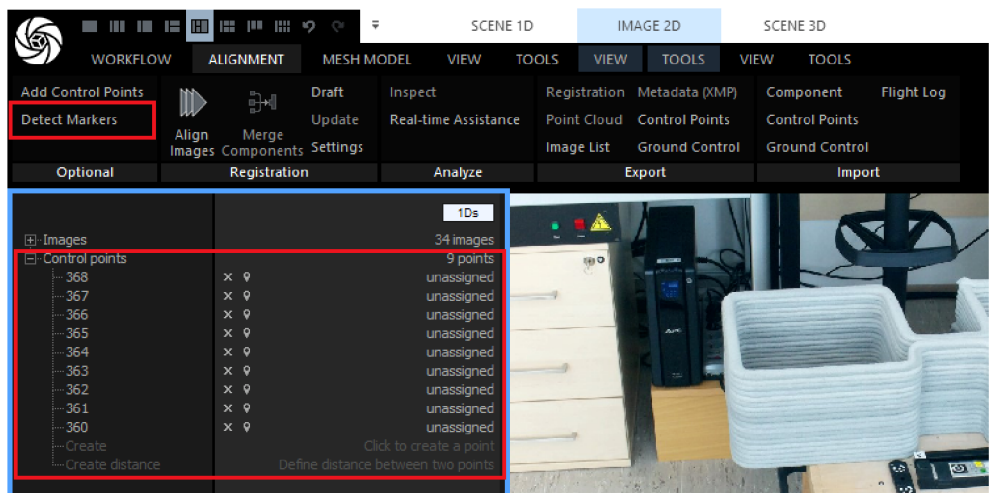 SCENE 1D IMAGE 2D SCENE 3D
WORKFLOW ALIGNMENT MESH MODEL VIEW TOOLS VIEW TOOLS VIEW TOOLS
Add Control Points
Detect Markers
Optional
Align Images
Merge Components
Draft
Update
Settings
Registration
Inspect
Real-time Assistance
Analyze
Registration Metadata (XMP)
Point Cloud Control Points
Image List Ground Control
Export
Component Flight Log
Control Points
Ground Control
Import
1Ds
Images 34 images
Control points 9 points
368 unassigned
367 unassigned
366 unassigned
365 unassigned
364 unassigned
363 unassigned
362 unassigned
361 unassigned
360 unassigned
Create Click to create a point
Create distance Define distance between two points
APC